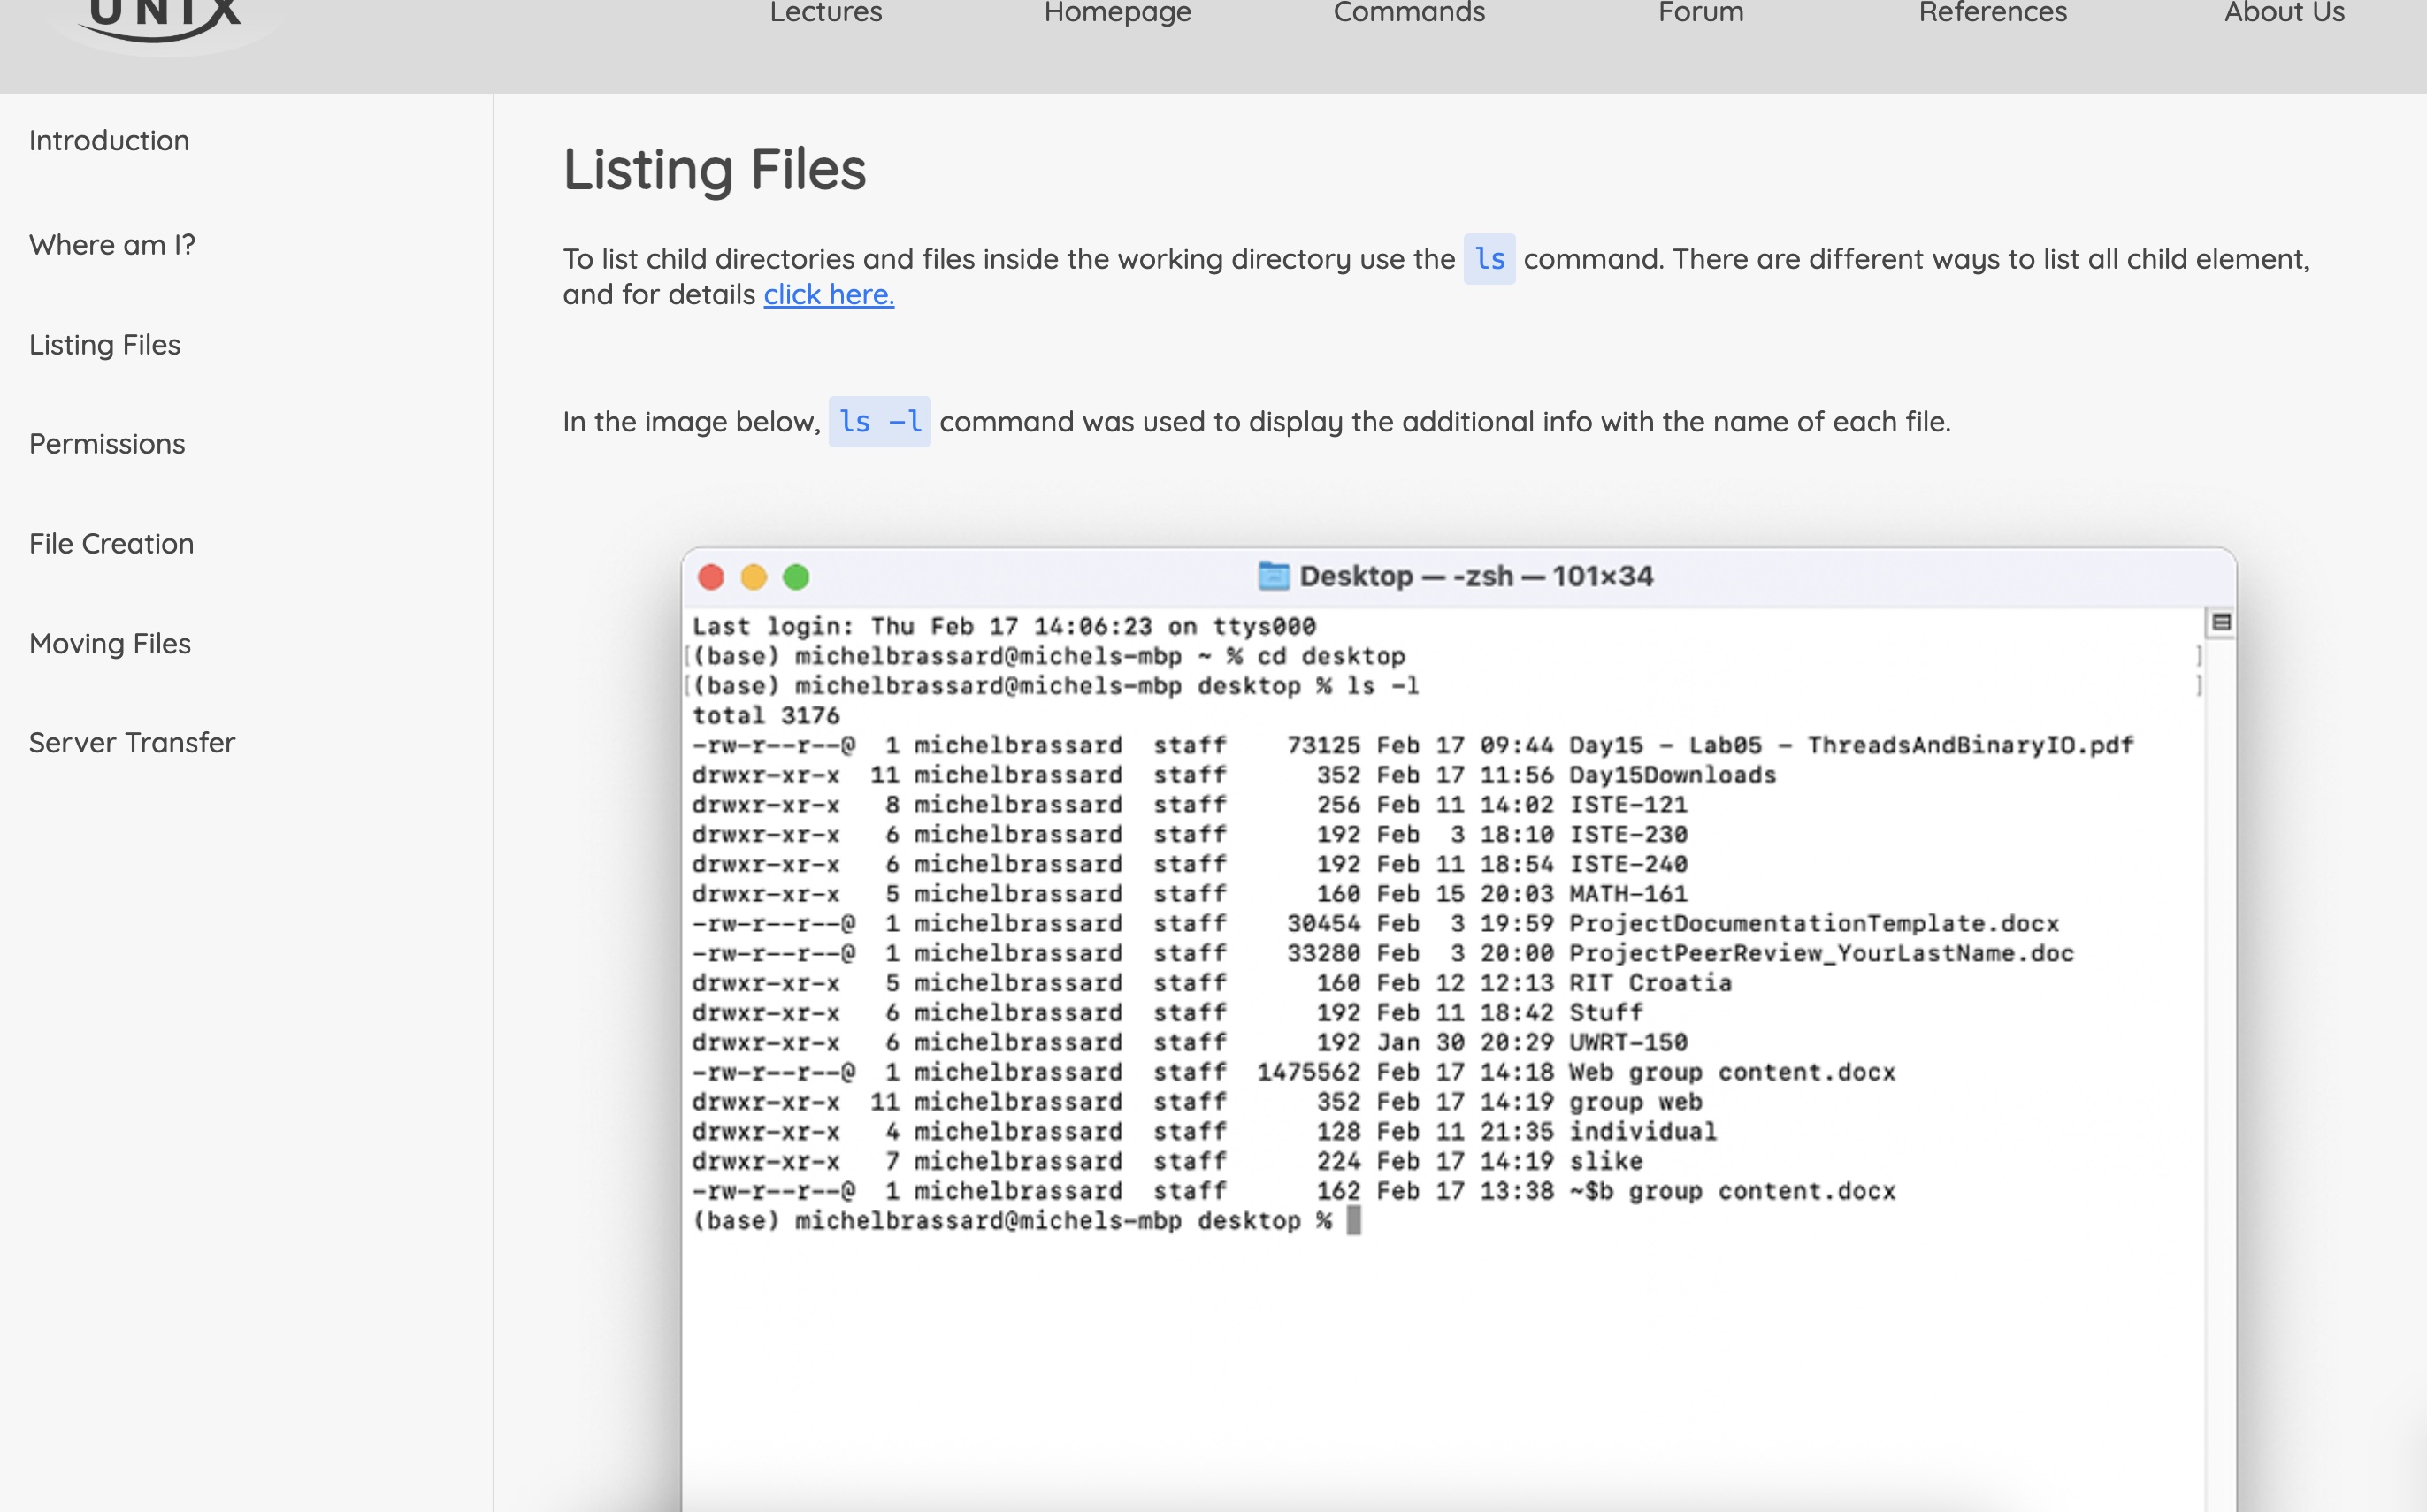 UNIX
Lectures Homepage Commands Forum References About Us
Introduction
Where am I?
Listing Files
Permissions
File Creation
Moving Files
Server Transfer
Listing Files
To list child directories and files inside the working directory use the ls command. There are different ways to list all child element,
and for details click here.
In the image below, ls -l command was used to display the additional info with the name of each file.
Desktop — -zsh — 101×34
Last login: Thu Feb 17 14:06:23 on ttys000
[(base) michelbrassard@michels-mbp ~ % cd desktop ]
[(base) michelbrassard@michels-mbp desktop % ls -l ]
total 3176
-rw-r--r--@  1 michelbrassard  staff    73125 Feb 17 09:44 Day15 - Lab05 - ThreadsAndBinaryIO.pdf
drwxr-xr-x  11 michelbrassard  staff      352 Feb 17 11:56 Day15Downloads
drwxr-xr-x   8 michelbrassard  staff      256 Feb 11 14:02 ISTE-121
drwxr-xr-x   6 michelbrassard  staff      192 Feb  3 18:10 ISTE-230
drwxr-xr-x   6 michelbrassard  staff      192 Feb 11 18:54 ISTE-240
drwxr-xr-x   5 michelbrassard  staff      160 Feb 15 20:03 MATH-161
-rw-r--r--@  1 michelbrassard  staff    30454 Feb  3 19:59 ProjectDocumentationTemplate.docx
-rw-r--r--@  1 michelbrassard  staff    33280 Feb  3 20:00 ProjectPeerReview_YourLastName.doc
drwxr-xr-x   5 michelbrassard  staff      160 Feb 12 12:13 RIT Croatia
drwxr-xr-x   6 michelbrassard  staff      192 Feb 11 18:42 Stuff
drwxr-xr-x   6 michelbrassard  staff      192 Jan 30 20:29 UWRT-150
-rw-r--r--@  1 michelbrassard  staff  1475562 Feb 17 14:18 Web group content.docx
drwxr-xr-x  11 michelbrassard  staff      352 Feb 17 14:19 group web
drwxr-xr-x   4 michelbrassard  staff      128 Feb 11 21:35 individual
drwxr-xr-x   7 michelbrassard  staff      224 Feb 17 14:19 slike
-rw-r--r--@  1 michelbrassard  staff      162 Feb 17 13:38 ~$b group content.docx
(base) michelbrassard@michels-mbp desktop %